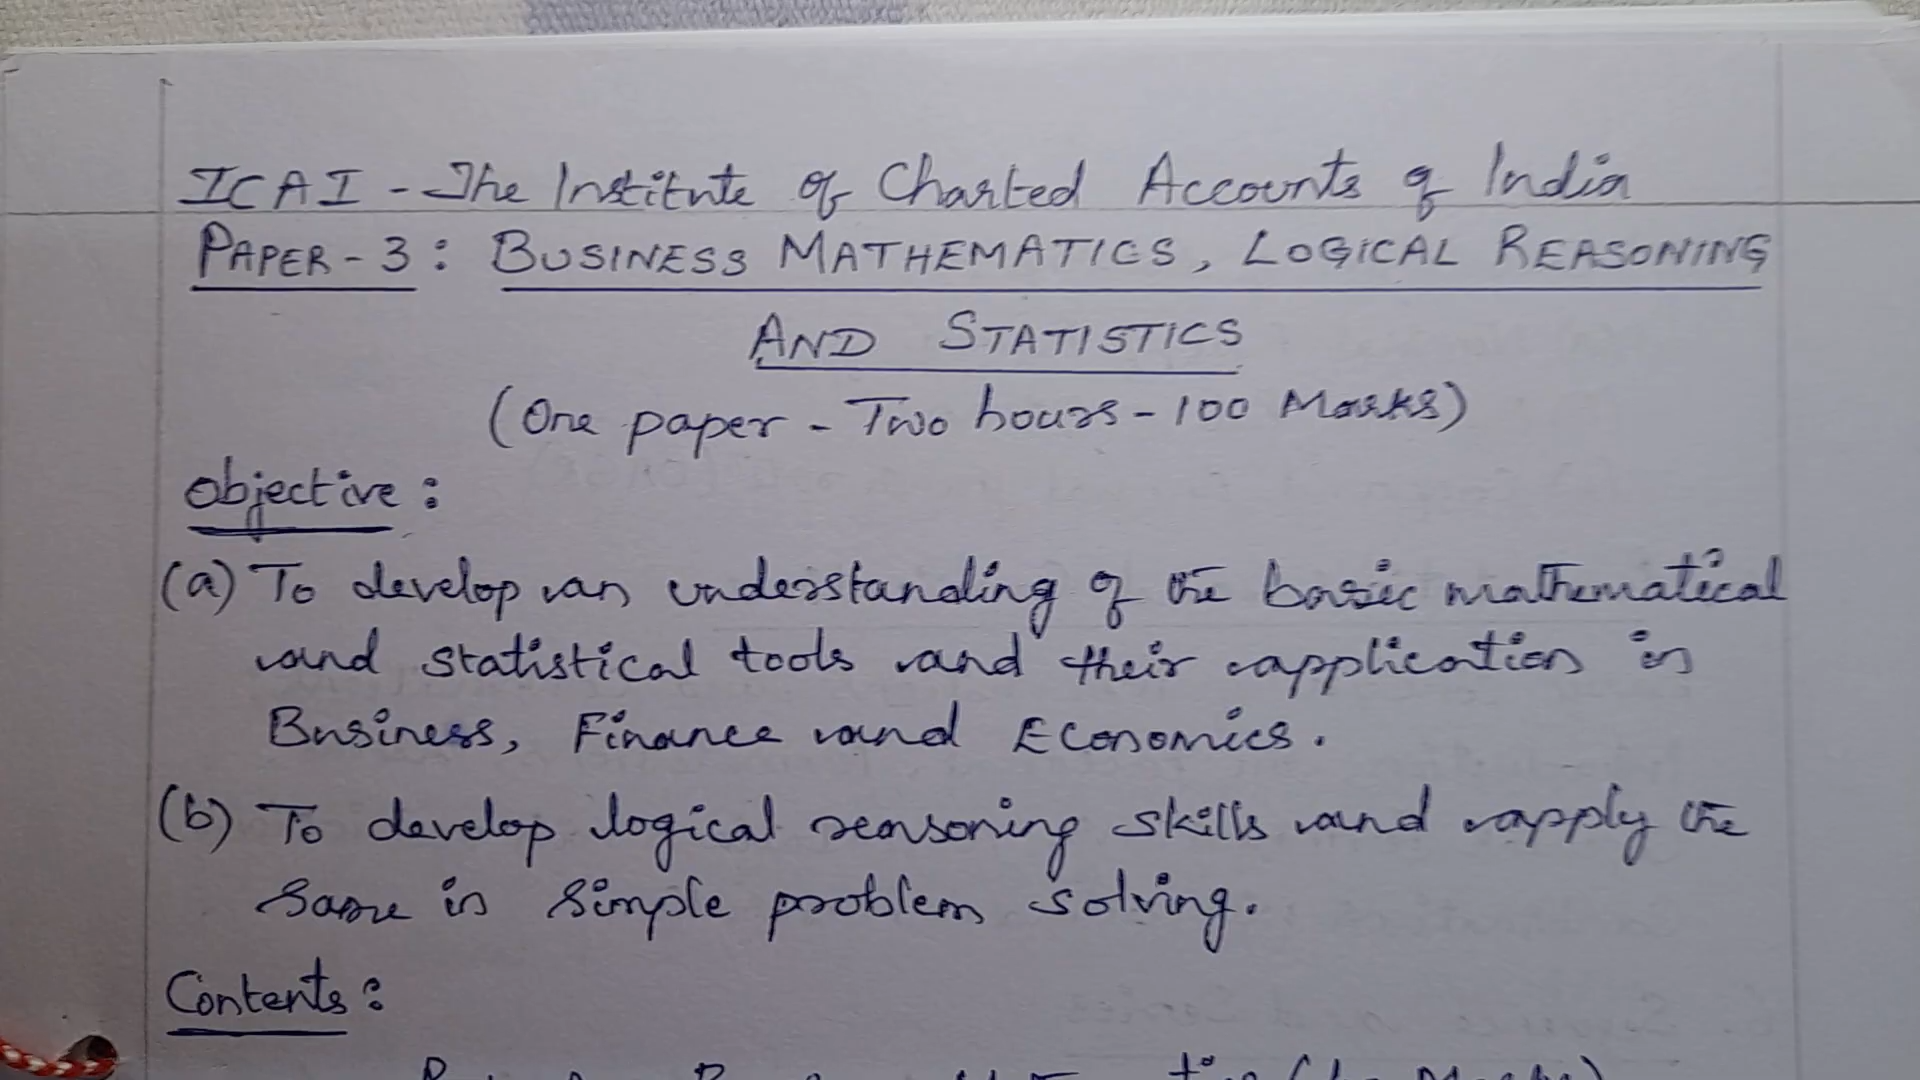 ICAI - The Institute of Charted Accounts of India
PAPER - 3 : BUSINESS MATHEMATICS, LOGICAL REASONING
AND STATISTICS
(One paper - Two hours - 100 Marks)
Objective :
(a) To develop an understanding of the basic mathematical
and statistical tools and their application in
Business, Finance and Economics.
(b) To develop logical reasoning skills and apply the
same in simple problem solving.
Contents :